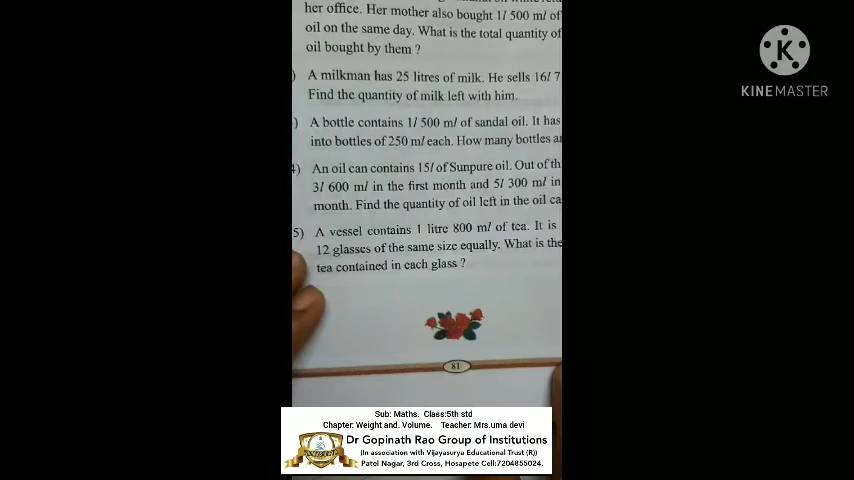 her office. Her mother also bought 1l 500 ml of
oil on the same day. What is the total quantity of
oil bought by them ?
) A milkman has 25 litres of milk. He sells 16l 7
Find the quantity of milk left with him.
) A bottle contains 1l 500 ml of sandal oil. It has
into bottles of 250 ml each. How many bottles a
4) An oil can contains 15l of Sunpure oil. Out of th
3l 600 ml in the first month and 5l 300 ml in
month. Find the quantity of oil left in the oil ca
5) A vessel contains 1 litre 800 ml of tea. It is
12 glasses of the same size equally. What is the
tea contained in each glass ?
81
K
KINEMASTER
Sub: Maths. Class:5th std
Chapter: Weight and. Volume. Teacher: Mrs.uma devi
Dr Gopinath Rao Group of Institutions
(In association with Vijayasurya Educational Trust (R))
Patel Nagar, 3rd Cross, Hosapete Cell:7204855024.